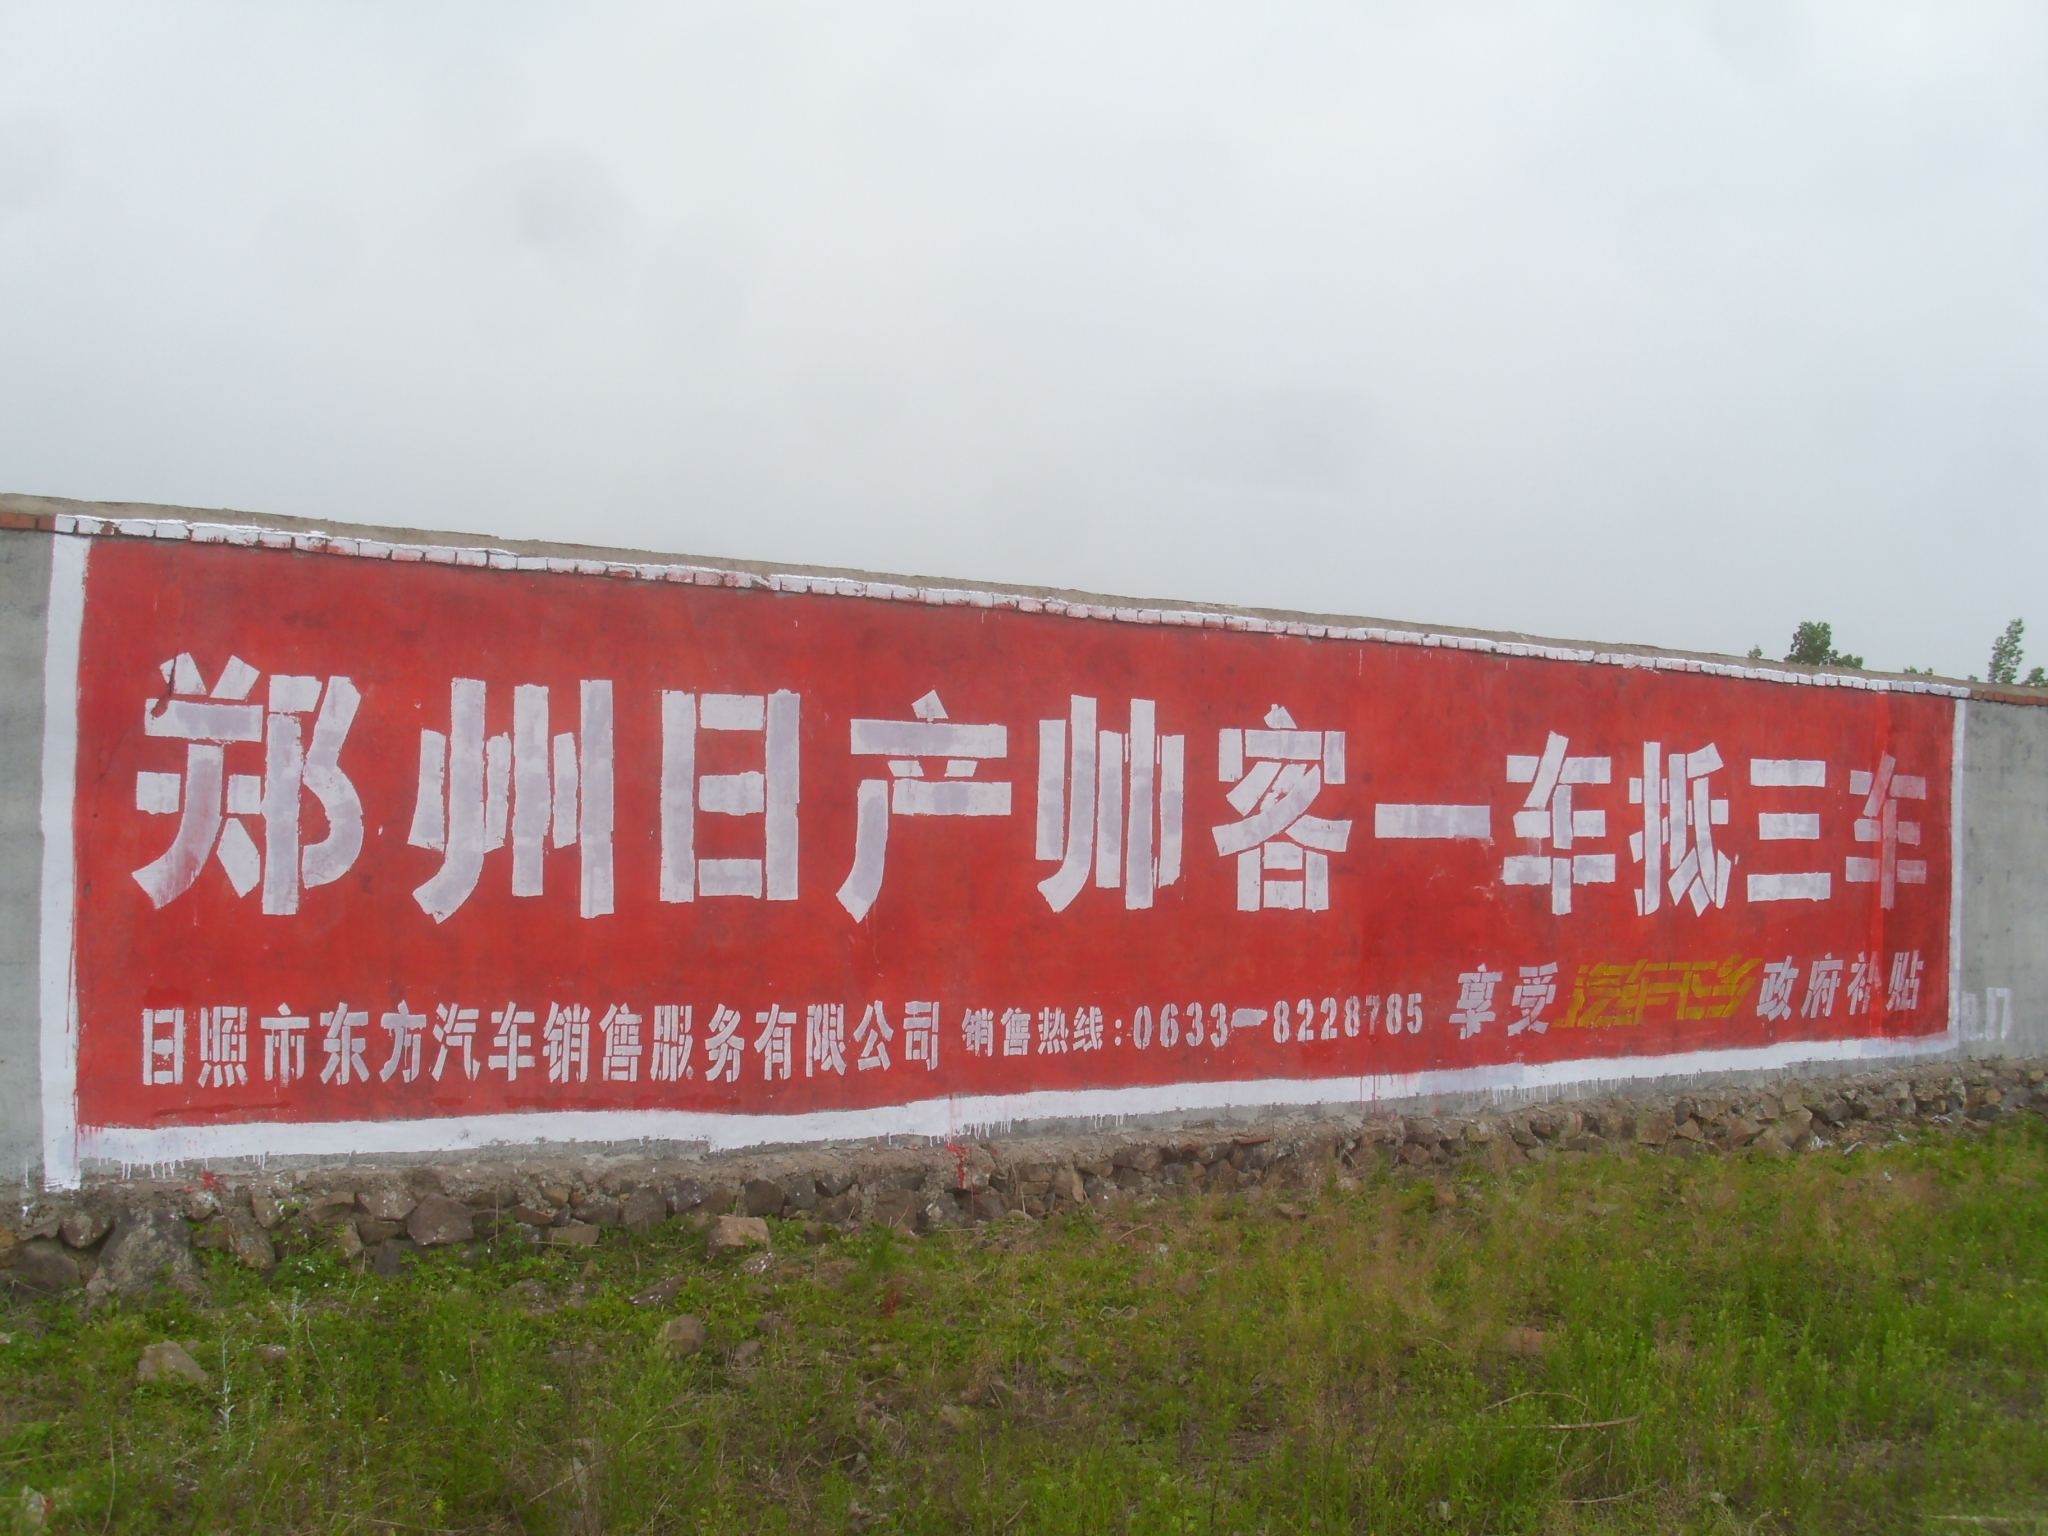 郑州日产帅客一车抵三车
日照市东方汽车销售服务有限公司 销售热线:0633-8228785 享受汽车下乡政府补贴